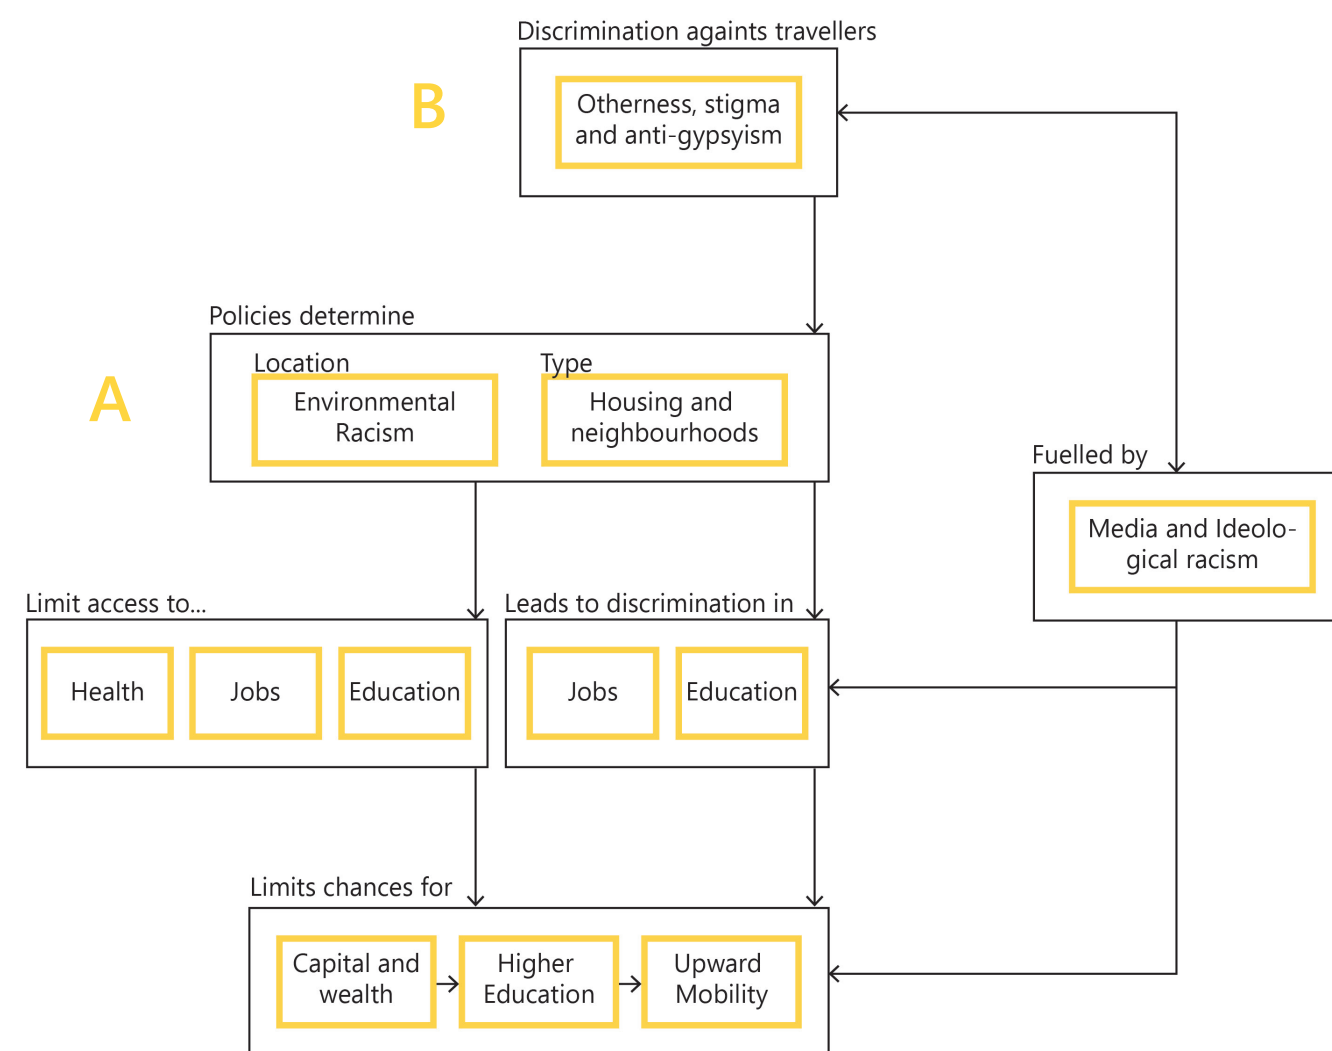 Discrimination againts travellers
B
Otherness, stigma
and anti-gypsyism
Policies determine
A
Location
Environmental
Racism
Type
Housing and
neighbourhoods
Fuelled by
Media and Ideolo-
gical racism
Limit access to...
Health
Jobs
Education
Leads to discrimination in
Jobs
Education
Limits chances for
Capital and
wealth
Higher
Education
Upward
Mobility